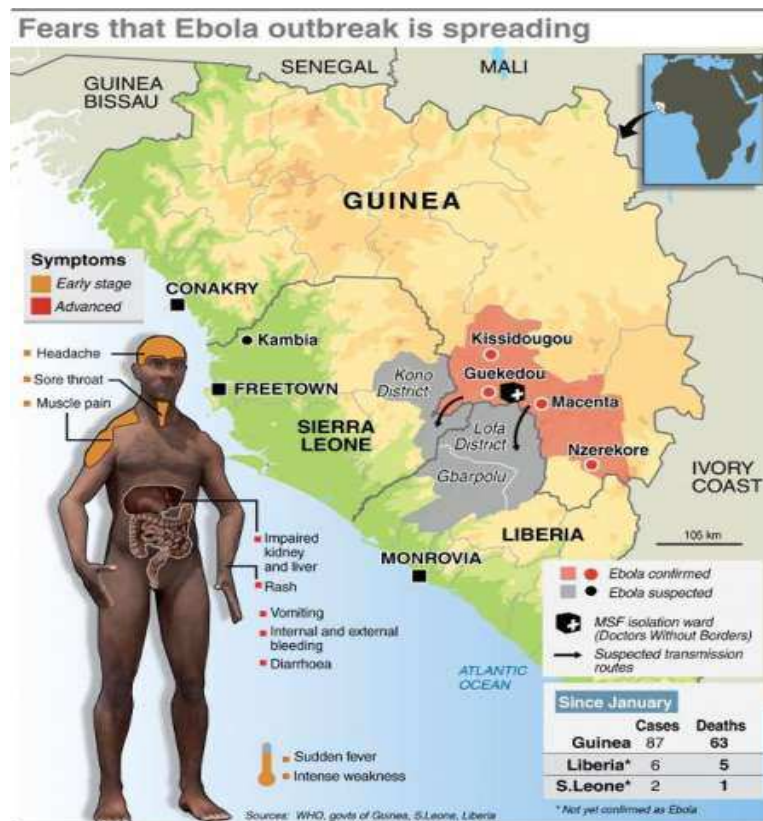 Fears that Ebola outbreak is spreading
SENEGAL
MALI
GUINEA
BISSAU
GUINEA
Symptoms
Early stage
Advanced
CONAKRY
Kambia
Kissidougou
Headache
Kono
District
Guekedou
Sore throat
FREETOWN
Macenta
Muscle pain
SIERRA
LEONE
Lofa
District
Nzerekore
Gbarpolu
IVORY
COAST
LIBERIA
105 km
Impaired
kidney
and liver
MONROVIA
Rash
Vomiting
Internal and external
bleeding
Diarrhoea
Ebola confirmed
Ebola suspected
MSF isolation ward
(Doctors Without Borders)
Suspected transmission
routes
ATLANTIC
OCEAN
Since January
Cases Deaths
Guinea 87 63
Liberia* 6 5
S.Leone* 2 1
* Not yet confirmed as Ebola
Sudden fever
Intense weakness
Sources: WHO, govts of Guinea, S.Leone, Liberia